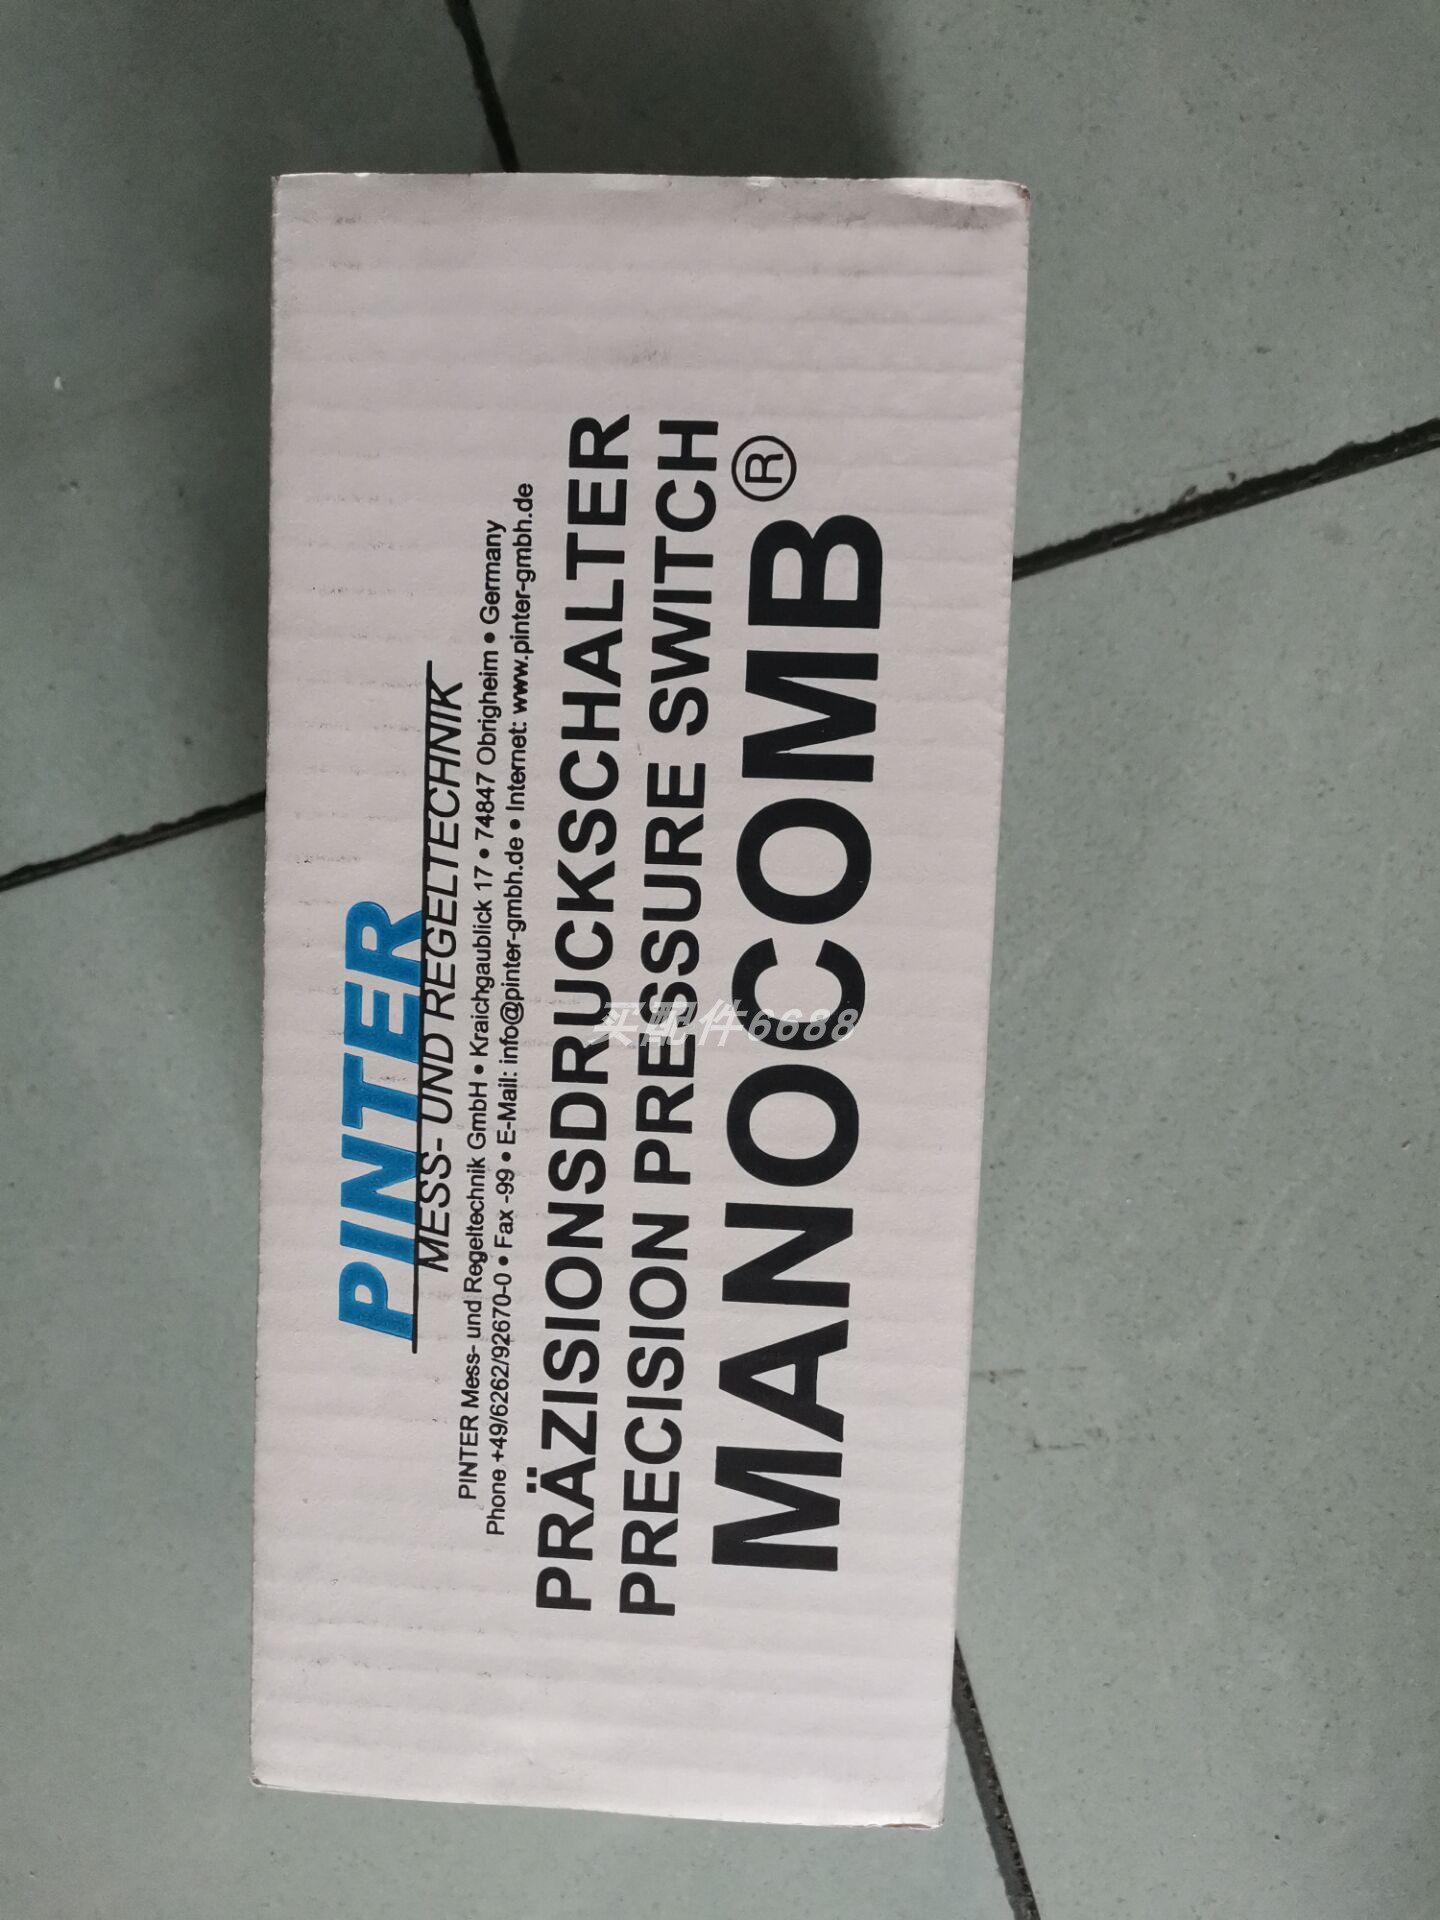 PINTER
MESS- UND REGELTECHNIK
PINTER Mess- und Regeltechnik GmbH • Kraichgaublick 17 • 74847 Obrigheim • Germany
Phone +49/6262/92670-0 • Fax -99 • E-Mail: info@pinter-gmbh.de • Internet: www.pinter-gmbh.de
PRÄZISIONSDRUCKSCHALTER
PRECISION PRESSURE SWITCH
MANOCOMB®
买配件6688